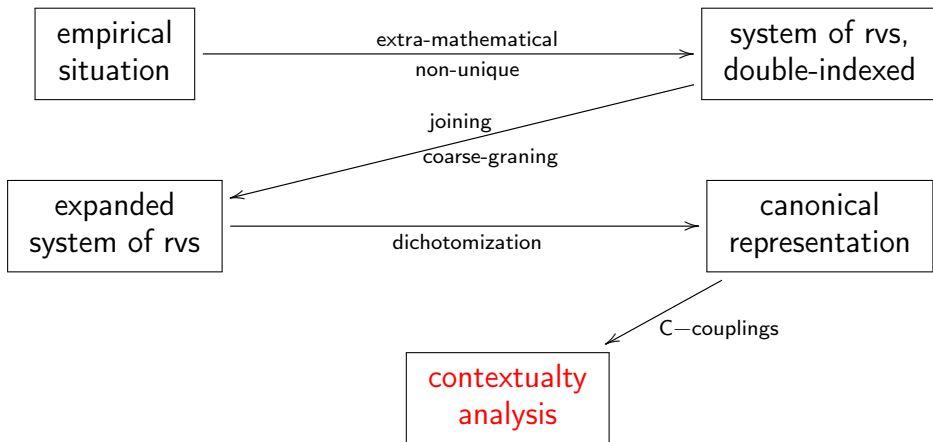 empirical
situation
extra-mathematical
non-unique
system of rvs,
double-indexed
joining
coarse-graning
expanded
system of rvs
dichotomization
canonical
representation
C−couplings
contextualty
analysis